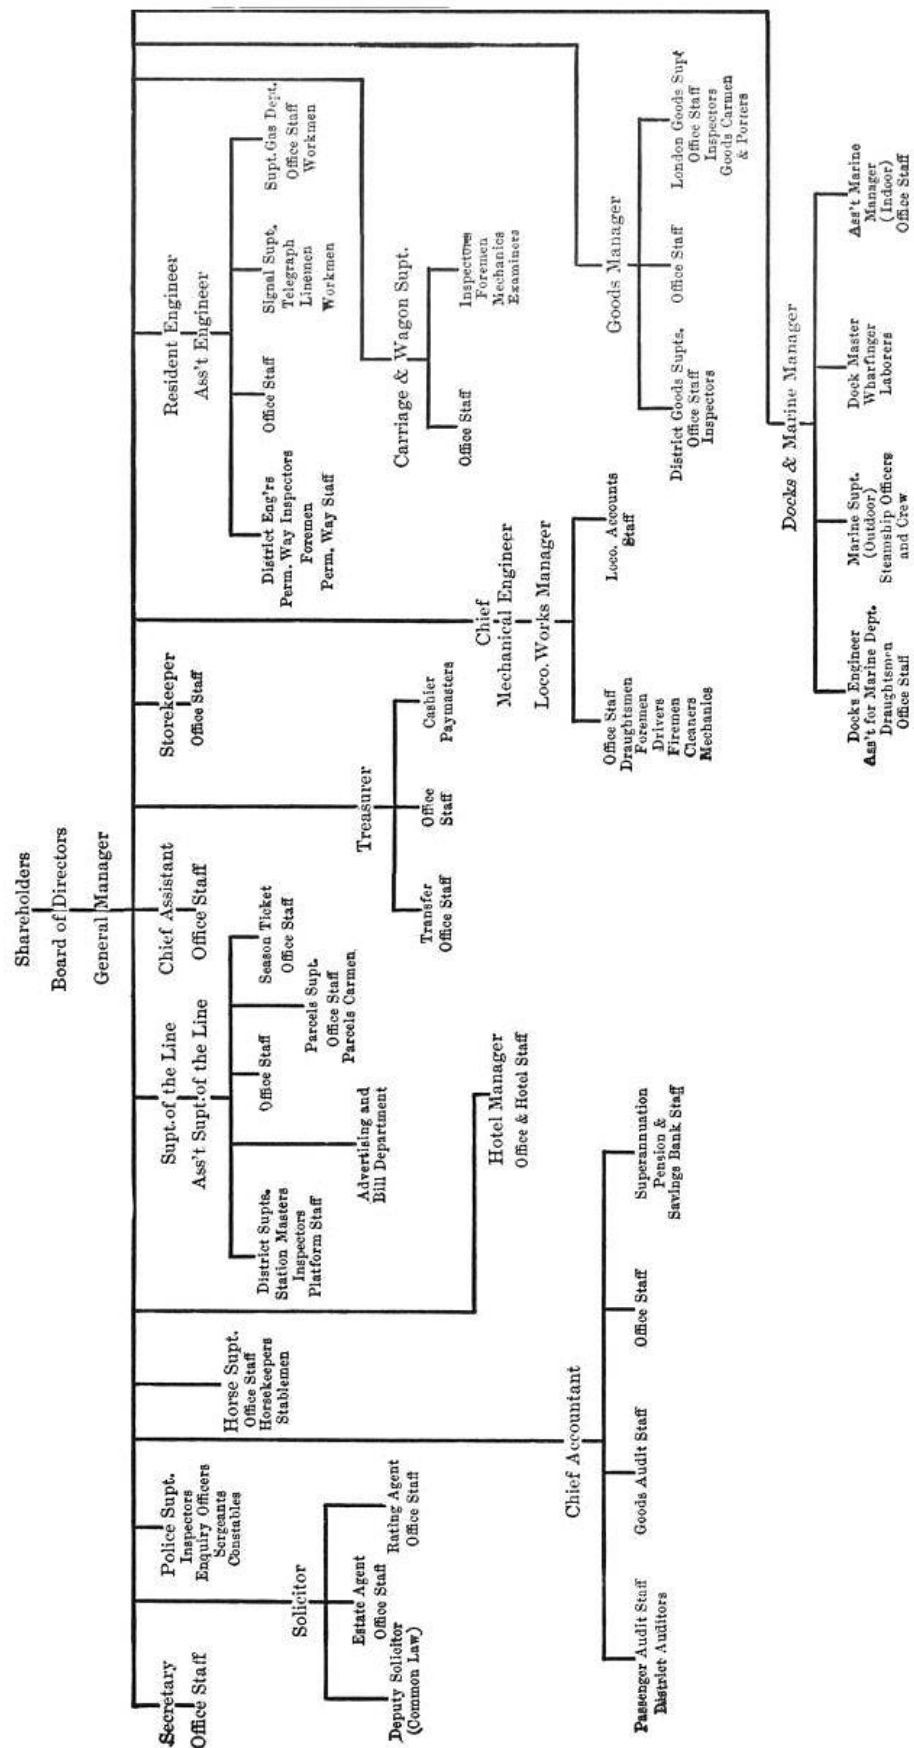 Shareholders
Board of Directors
General Manager
Secretary
Office Staff
Solicitor
Deputy Solicitor
(Common Law)
Estate Agent
Office Staff
Rating Agent
Office Staff
Police Supt.
Inspectors
Enquiry Officers
Sergeants
Constables
Chief Accountant
Passenger Audit Staff
District Auditors
Goods Audit Staff
Office Staff
Superannuation
Pension &
Savings Bank Staff
Horse Supt.
Office Staff
Horsekeepers
Stablemen
Hotel Manager
Office & Hotel Staff
Supt. of the Line
Ass't Supt. of the Line
District Supts.
Station Masters
Inspectors
Platform Staff
Advertising and
Bill Department
Office Staff
Parcels Supt.
Office Staff
Parcels Carmen
Season Ticket
Office Staff
Chief Assistant
Office Staff
Treasurer
Transfer
Office Staff
Office
Staff
Cashier
Paymasters
Storekeeper
Office Staff
Chief
Mechanical Engineer
Loco. Works Manager
Office Staff
Draughtsmen
Foremen
Drivers
Firemen
Cleaners
Mechanics
Loco. Accounts
Staff
Resident Engineer
Ass't Engineer
District Eng'rs
Perm. Way Inspectors
Foremen
Perm. Way Staff
Office Staff
Signal Supt.
Telegraph
Linemen
Workmen
Supt. Gas Dept.
Office Staff
Workmen
Carriage & Wagon Supt.
Office Staff
Inspectors
Foremen
Mechanics
Examiners
Goods Manager
District Goods Supts.
Office Staff
Inspectors
Office Staff
London Goods Supt
Office Staff
Inspectors
Goods Carmen
& Porters
Docks & Marine Manager
Docks Engineer
Ass't for Marine Dept.
Draughtsmen
Office Staff
Marine Supt.
(Outdoor)
Steamship Officers
and Crew
Dock Master
Wharfinger
Laborers
Ass't Marine
Manager
(Indoor)
Office Staff